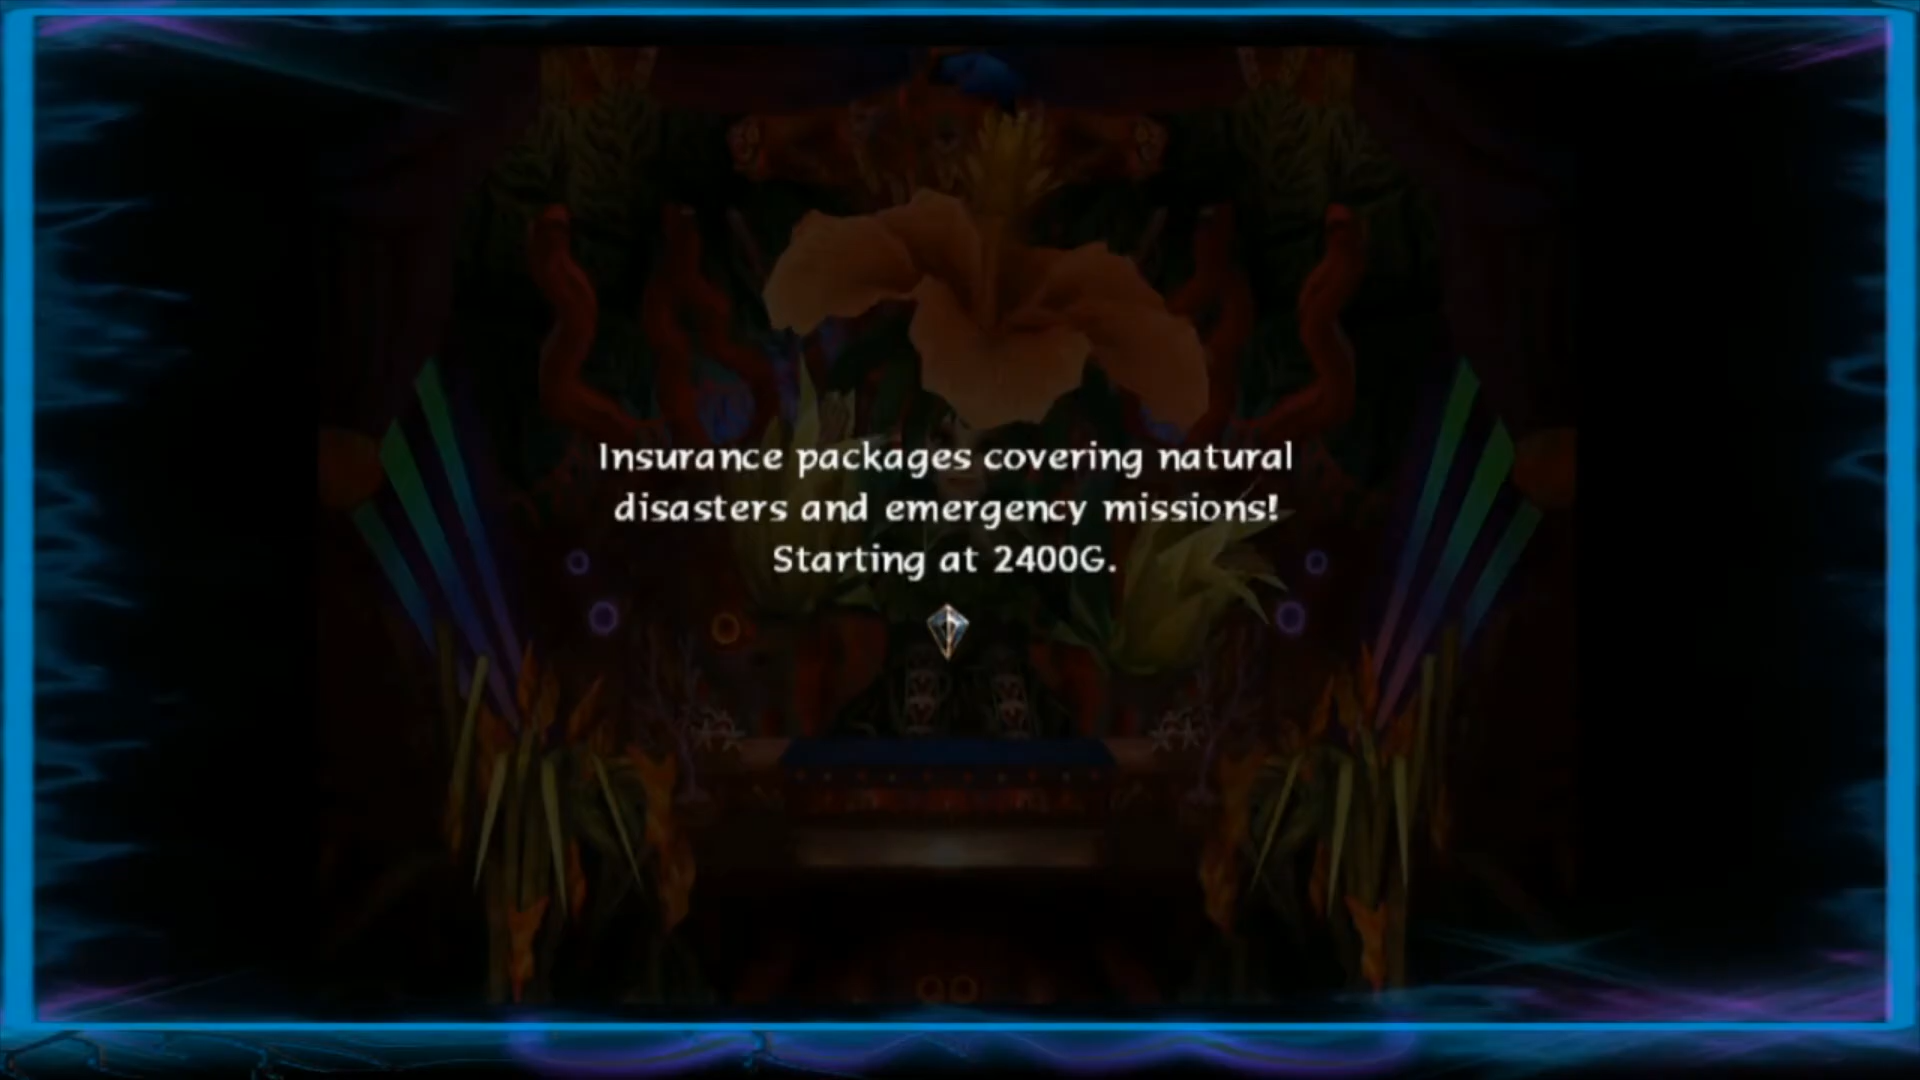 Insurance packages covering natural
disasters and emergency missions!
Starting at 2400G.